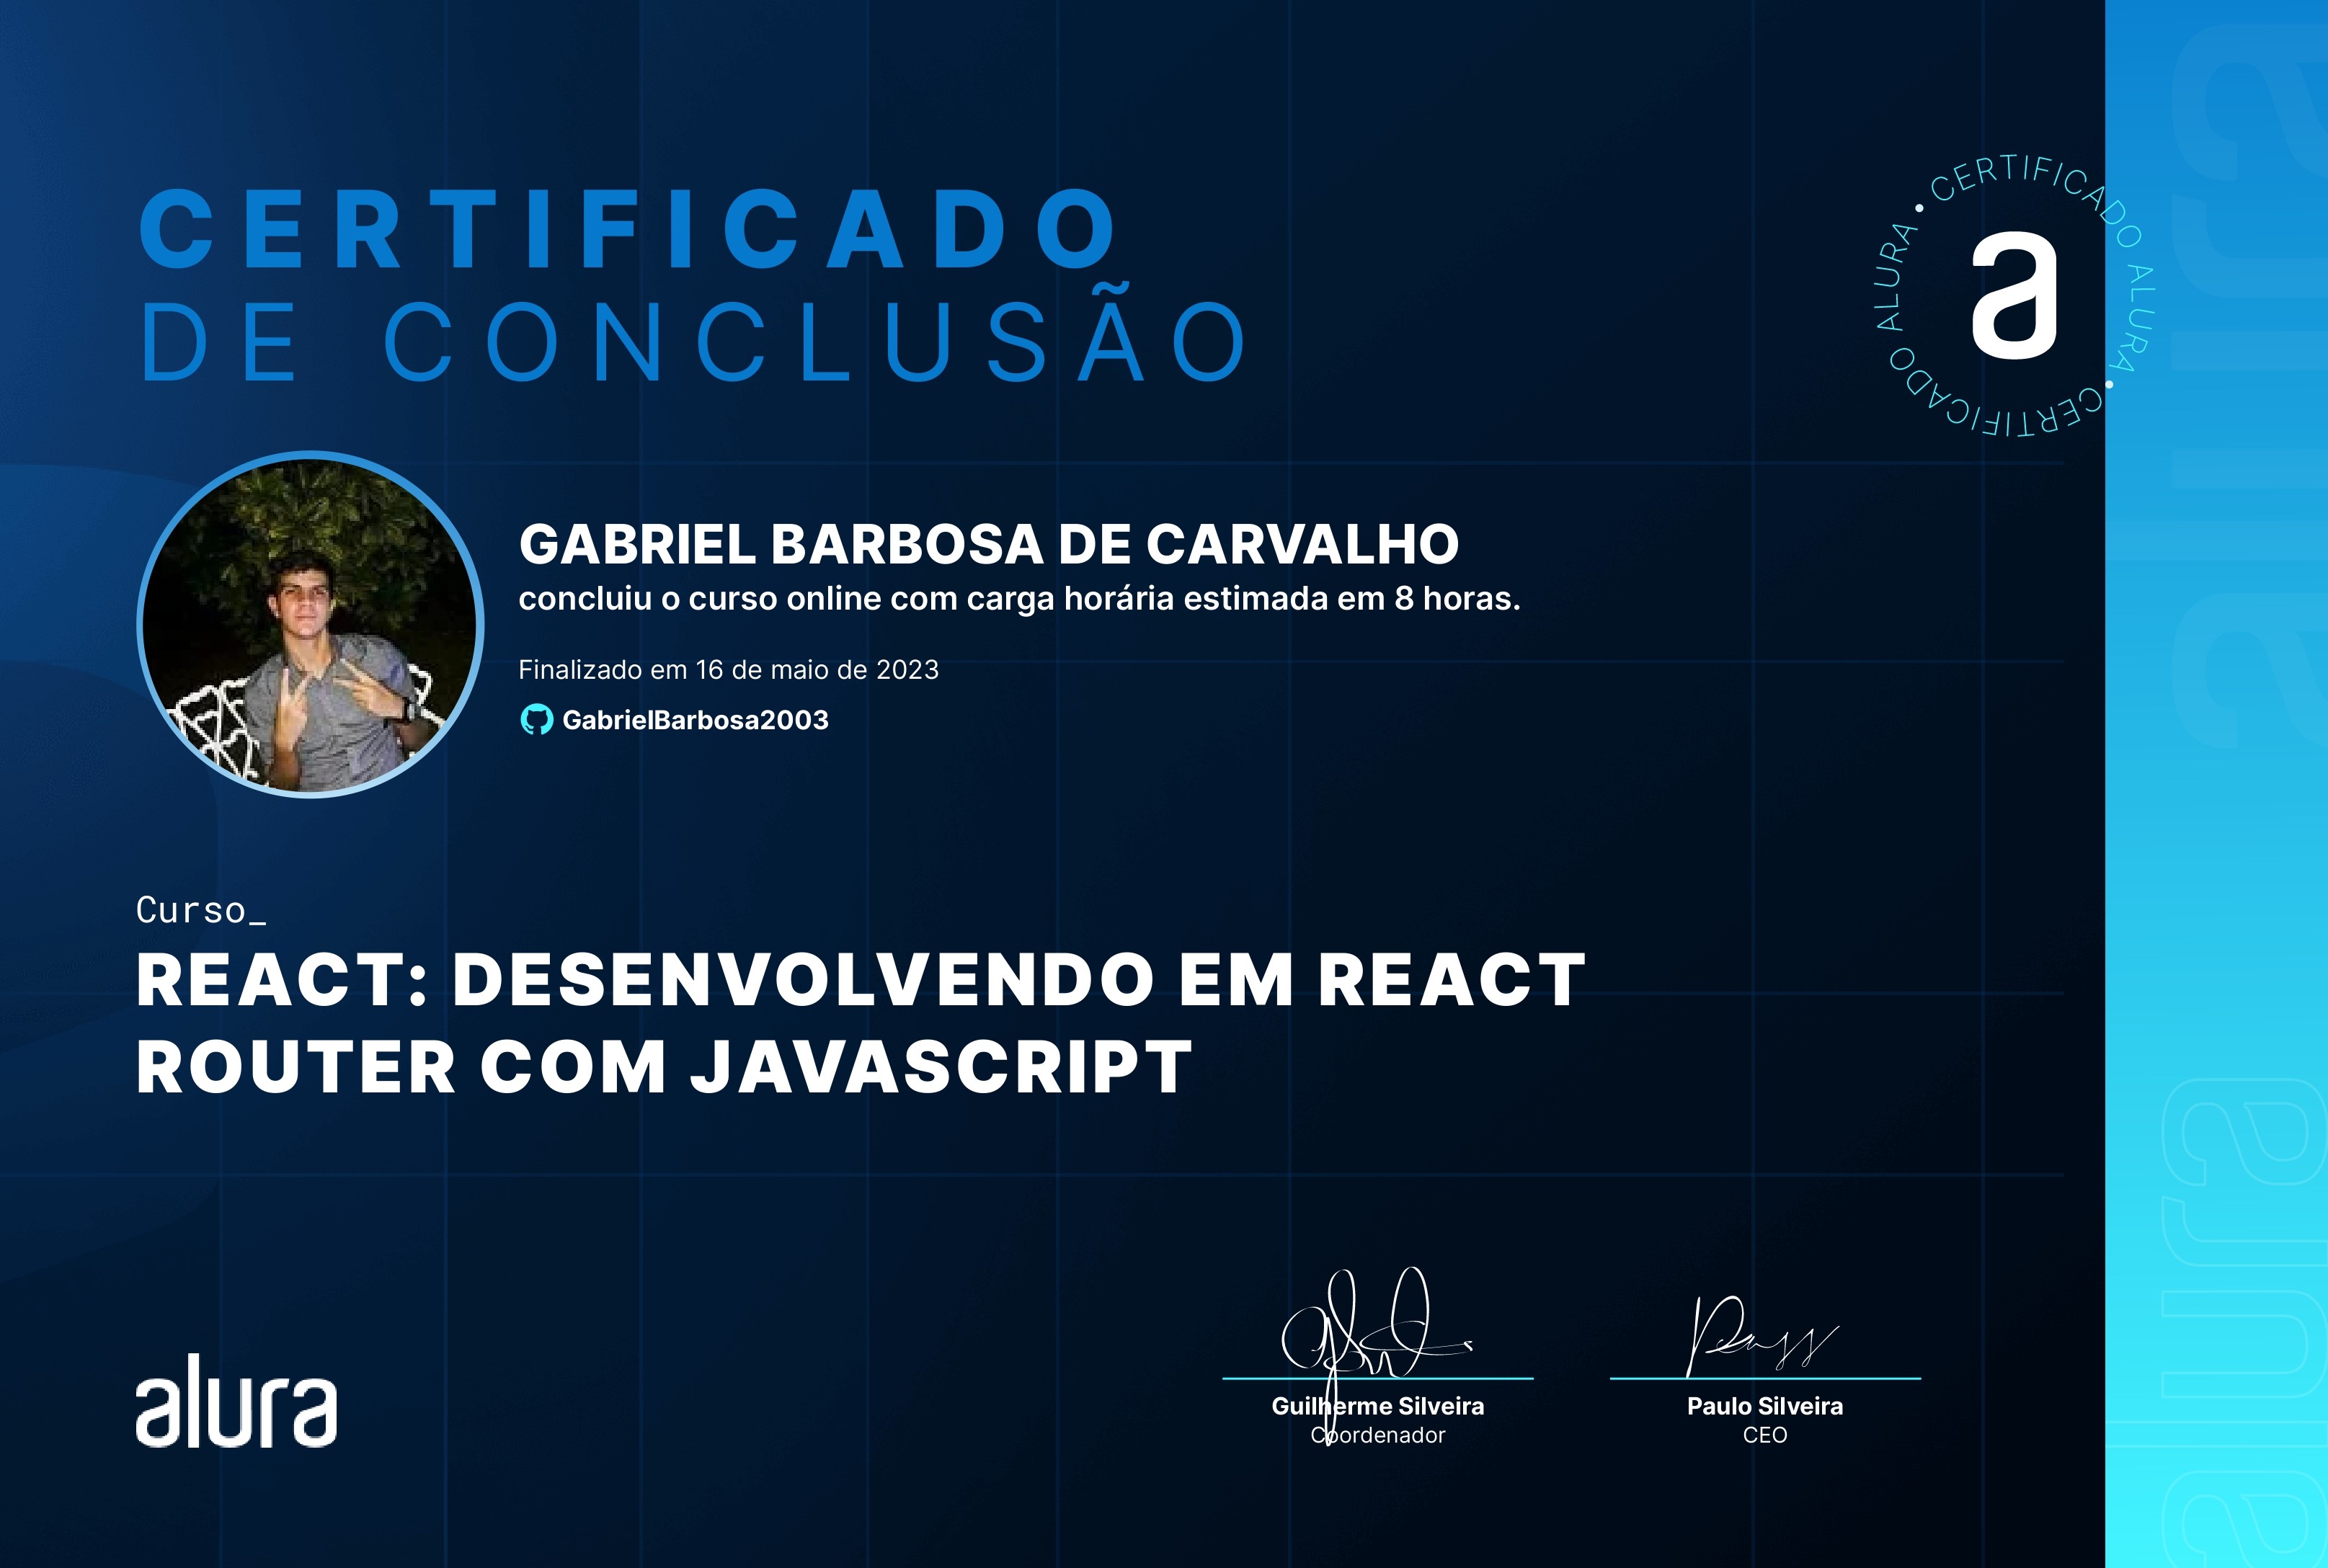 CERTIFICADO
DE CONCLUSÃO
CERTIFICADO ALURA • CERTIFICADO ALURA •
a
GABRIEL BARBOSA DE CARVALHO
concluiu o curso online com carga horária estimada em 8 horas.
Finalizado em 16 de maio de 2023
GabrielBarbosa2003
Curso_
REACT: DESENVOLVENDO EM REACT
ROUTER COM JAVASCRIPT
alura
Guilherme Silveira
Coordenador
Paulo Silveira
CEO
alura